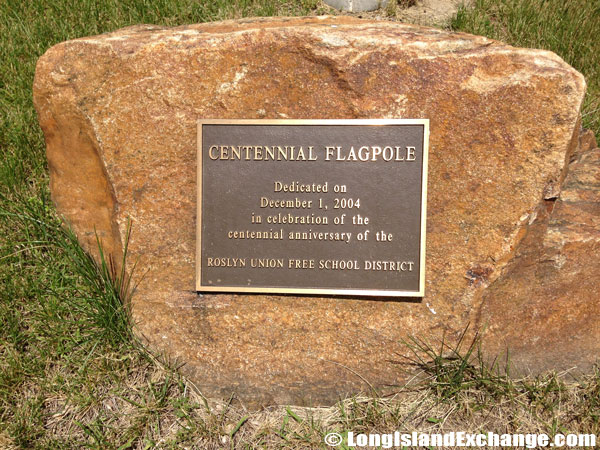 CENTENNIAL FLAGPOLE
Dedicated on
December 1, 2004
in celebration of the
centennial anniversary of the
ROSLYN UNION FREE SCHOOL DISTRICT
© LongIslandExchange.com